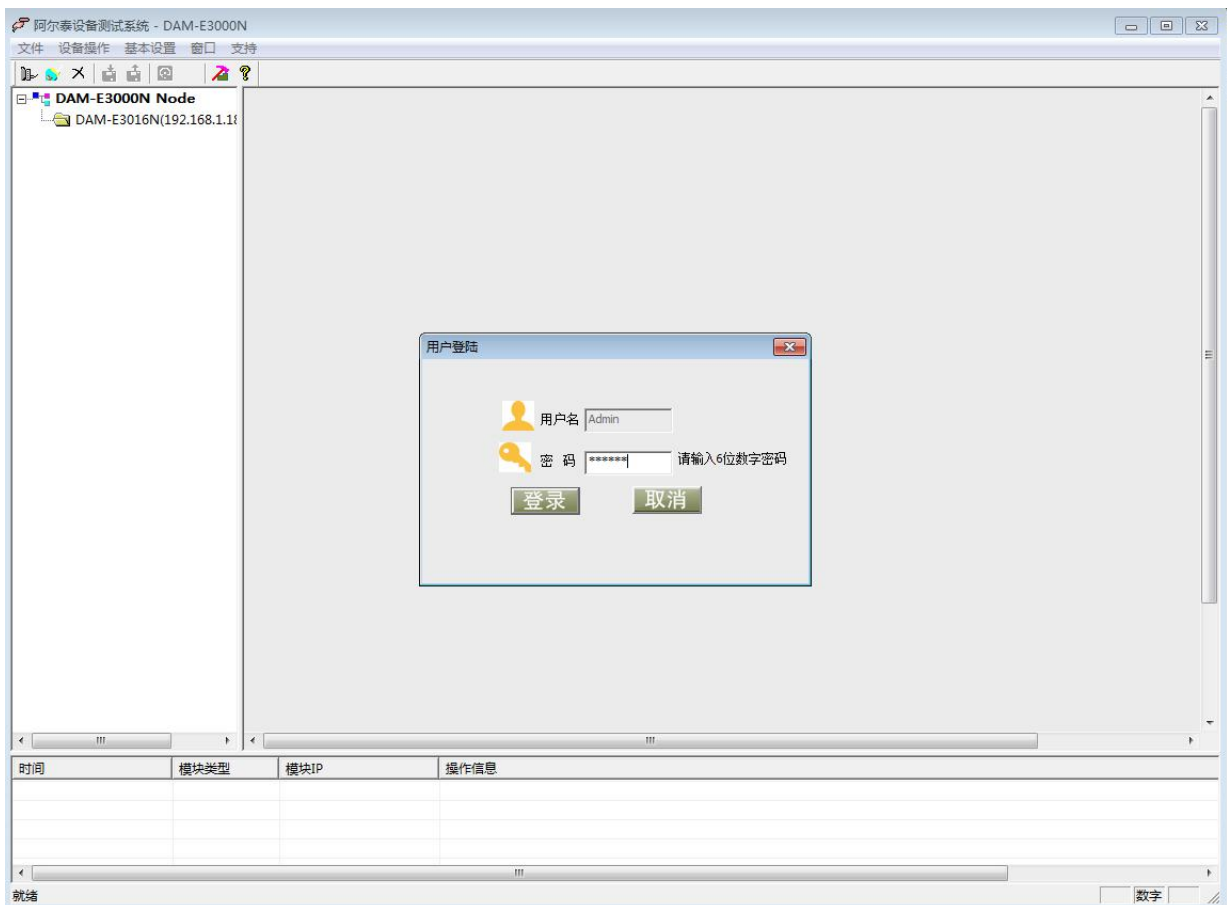 阿尔泰设备测试系统 - DAM-E3000N
文件 设备操作 基本设置 窗口 支持
DAM-E3000N Node
DAM-E3016N(192.168.1.18
用户登陆
用户名 Admin
密 码 ****** 请输入6位数字密码
登录 取消
时间 模块类型 模块IP 操作信息
就绪 数字